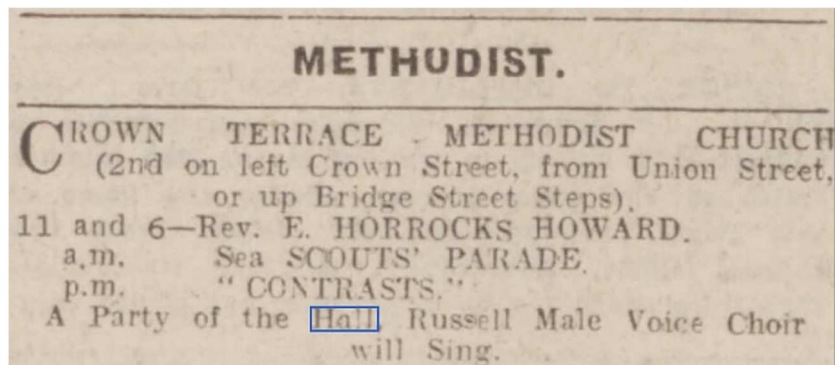 METHODIST.
CROWN TERRACE - METHODIST CHURCH
(2nd on left Crown Street, from Union Street,
or up Bridge Street Steps).
11 and 6—Rev. E. HORROCKS HOWARD.
a.m. Sea SCOUTS' PARADE.
p.m. "CONTRASTS."
A Party of the Hall, Russell Male Voice Choir
will Sing.